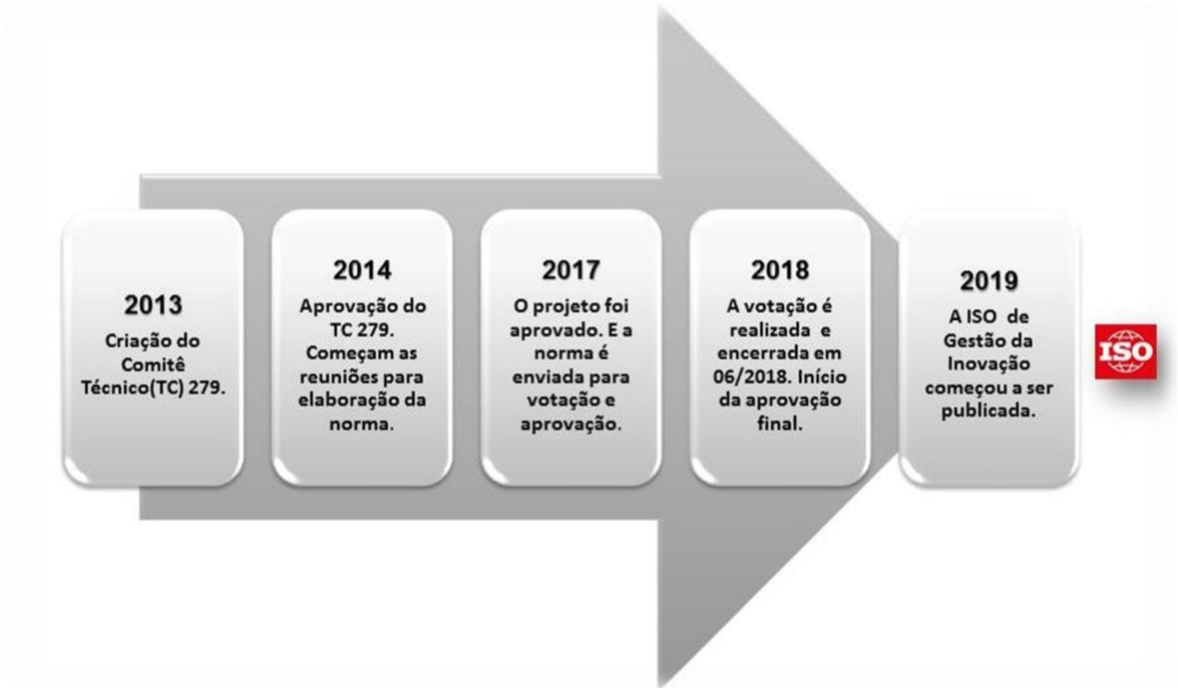 2013
Criação do
Comitê
Técnico(TC) 279.
2014
Aprovação do
TC 279.
Começam as
reuniões para
elaboração da
norma.
2017
O projeto foi
aprovado. E a
norma é
enviada para
votação e
aprovação.
2018
A votação é
realizada e
encerrada em
06/2018. Início
da aprovação
final.
2019
A ISO de
Gestão da
Inovação
começou a ser
publicada.
ISO